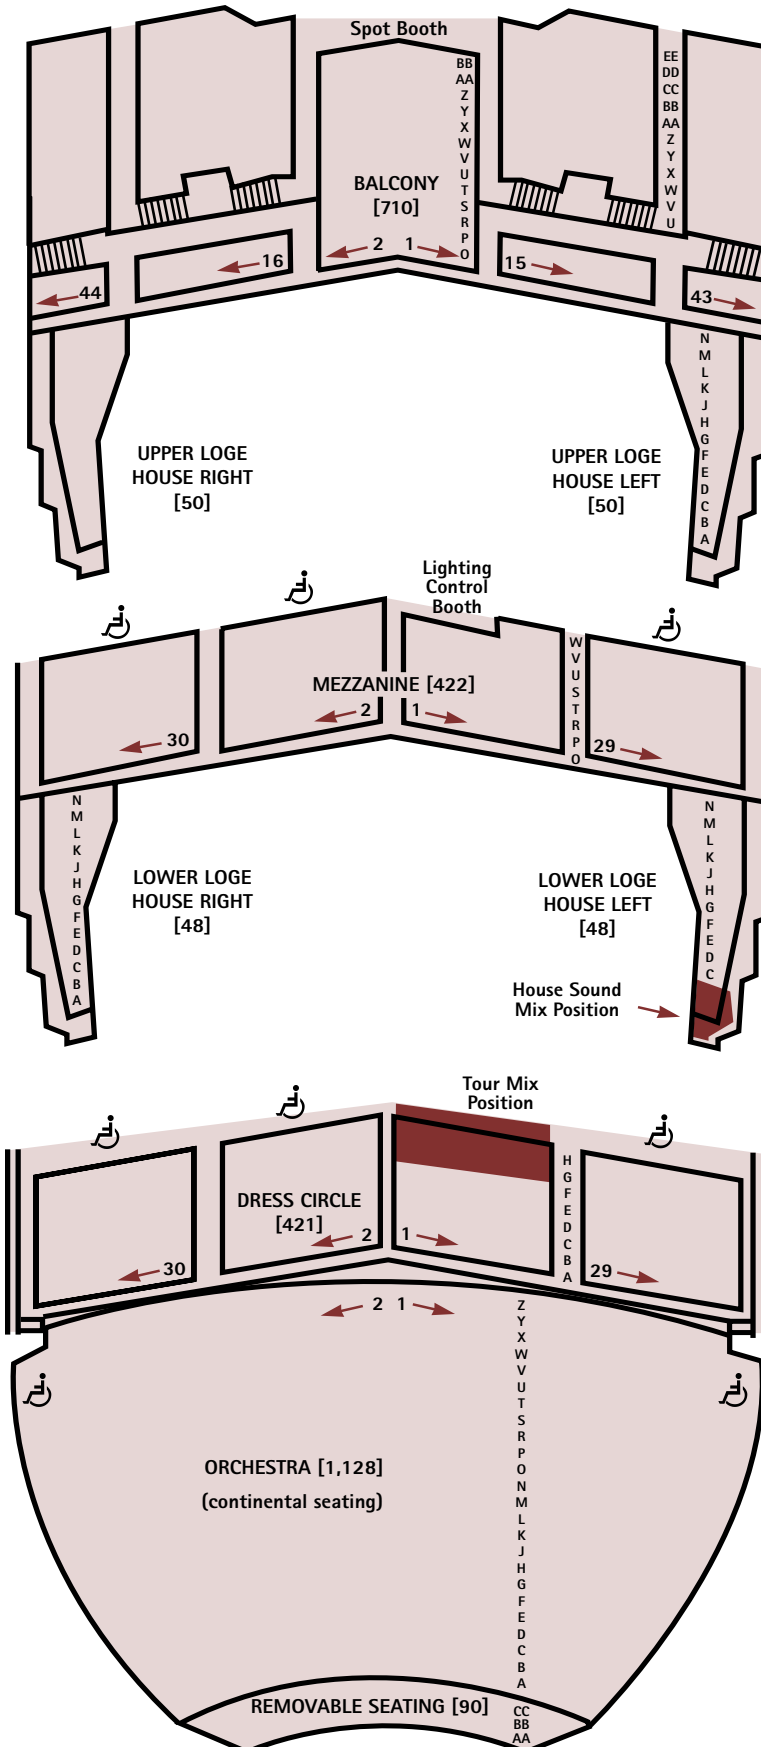 Spot Booth
BB
AA
Z
Y
X
W
V
U
T
S
R
P
O
EE
DD
CC
BB
AA
Z
Y
X
W
V
U
BALCONY
[710]
2 1
16
15
44
43
N
M
L
K
J
H
G
F
E
D
C
B
A
UPPER LOGE
HOUSE RIGHT
[50]
UPPER LOGE
HOUSE LEFT
[50]
Lighting
Control
Booth
W
V
U
S
T
R
P
O
MEZZANINE [422]
2 1
30
29
N
M
L
K
J
H
G
F
E
D
C
B
A
LOWER LOGE
HOUSE RIGHT
[48]
LOWER LOGE
HOUSE LEFT
[48]
N
M
L
K
J
H
G
F
E
D
C
House Sound
Mix Position
Tour Mix
Position
H
G
F
E
D
C
B
A
DRESS CIRCLE
[421]
2 1
30
29
2 1
Z
Y
X
W
V
U
T
S
R
P
O
N
M
L
K
J
H
G
F
E
D
C
B
A
ORCHESTRA [1,128]
(continental seating)
REMOVABLE SEATING [90]
CC
BB
AA